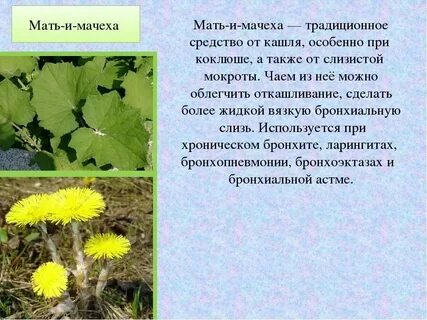 Мать-и-мачеха
Мать-и-мачеха — традиционное
средство от кашля, особенно при
коклюше, а также от слизистой
мокроты. Чаем из неё можно
облегчить откашливание, сделать
более жидкой вязкую бронхиальную
слизь. Используется при
хроническом бронхите, ларингитах,
бронхопневмонии, бронхоэктазах и
бронхиальной астме.